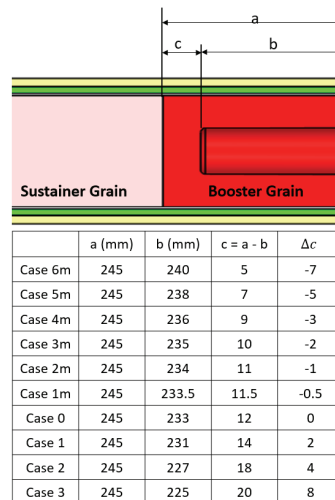 a
c b
Sustainer Grain Booster Grain
a (mm) b (mm) c = a - b Δc
Case 6m 245 240 5 -7
Case 5m 245 238 7 -5
Case 4m 245 236 9 -3
Case 3m 245 235 10 -2
Case 2m 245 234 11 -1
Case 1m 245 233.5 11.5 -0.5
Case 0 245 233 12 0
Case 1 245 231 14 2
Case 2 245 227 18 4
Case 3 245 225 20 8